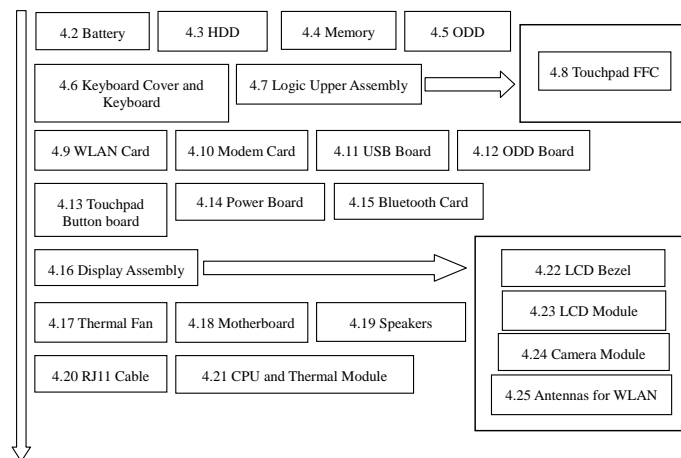 4.2 Battery
4.3 HDD
4.4 Memory
4.5 ODD
4.6 Keyboard Cover and
Keyboard
4.7 Logic Upper Assembly
4.8 Touchpad FFC
4.9 WLAN Card
4.10 Modem Card
4.11 USB Board
4.12 ODD Board
4.13 Touchpad
Button board
4.14 Power Board
4.15 Bluetooth Card
4.16 Display Assembly
4.22 LCD Bezel
4.23 LCD Module
4.24 Camera Module
4.25 Antennas for WLAN
4.17 Thermal Fan
4.18 Motherboard
4.19 Speakers
4.20 RJ11 Cable
4.21 CPU and Thermal Module